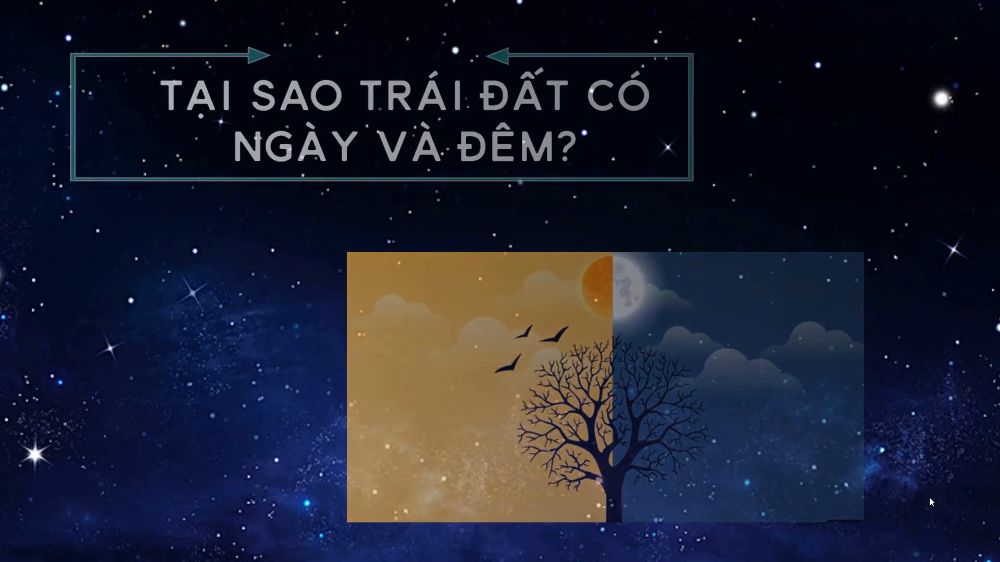 TẠI SAO TRÁI ĐẤT CÓ
NGÀY VÀ ĐÊM?